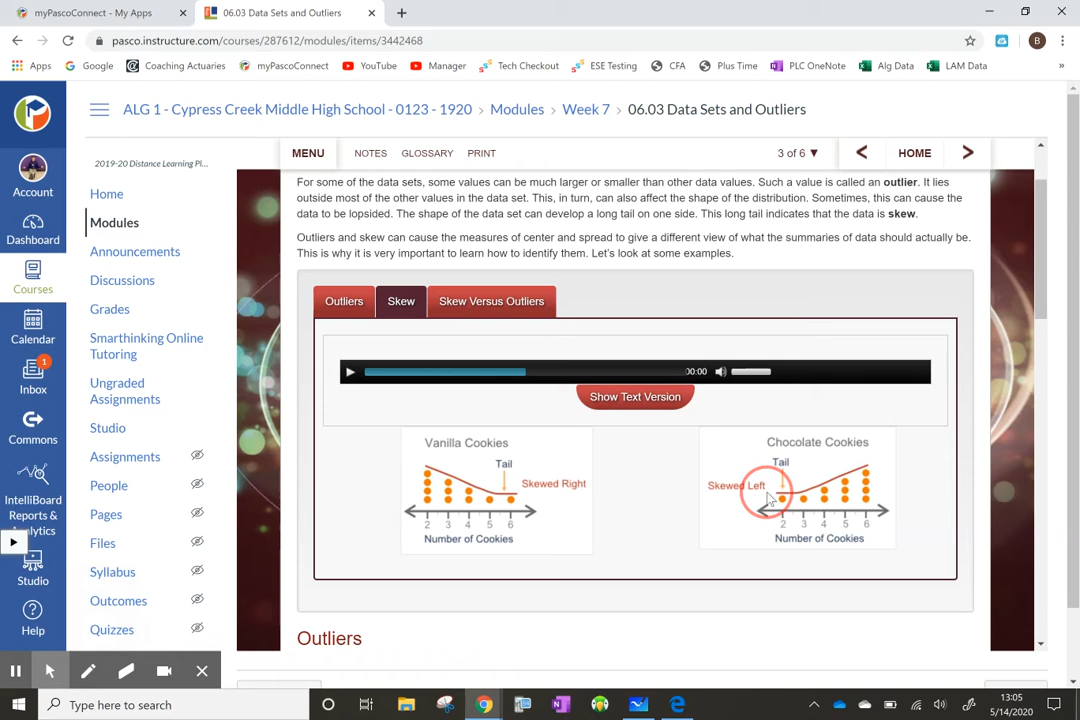 myPascoConnect - My Apps
06.03 Data Sets and Outliers
pasco.instructure.com/courses/287612/modules/items/3442468
B
Apps
Google
Coaching Actuaries
myPascoConnect
YouTube
Manager
Tech Checkout
ESE Testing
CFA
Plus Time
PLC OneNote
Alg Data
LAM Data
»
ALG 1 - Cypress Creek Middle High School - 0123 - 1920 > Modules > Week 7 > 06.03 Data Sets and Outliers
Account
Dashboard
Courses
Calendar
1
Inbox
Commons
IntelliBoard
Reports &
Analytics
Studio
Help
2019-20 Distance Learning Pl...
Home
Modules
Announcements
Discussions
Grades
Smarthinking Online
Tutoring
Ungraded
Assignments
Studio
Assignments
People
Pages
Files
Syllabus
Outcomes
Quizzes
MENU
NOTES
GLOSSARY
PRINT
3 of 6 ▼
HOME
For some of the data sets, some values can be much larger or smaller than other data values. Such a value is called an outlier. It lies
outside most of the other values in the data set. This, in turn, can also affect the shape of the distribution. Sometimes, this can cause the
data to be lopsided. The shape of the data set can develop a long tail on one side. This long tail indicates that the data is skew.
Outliers and skew can cause the measures of center and spread to give a different view of what the summaries of data should actually be.
This is why it is very important to learn how to identify them. Let's look at some examples.
Outliers
Skew
Skew Versus Outliers
00:00
Show Text Version
Vanilla Cookies
Tail
Skewed Right
2 3 4 5 6
Number of Cookies
Chocolate Cookies
Tail
Skewed Left
2 3 4 5 6
Number of Cookies
Outliers
Type here to search
13:05
5/14/2020